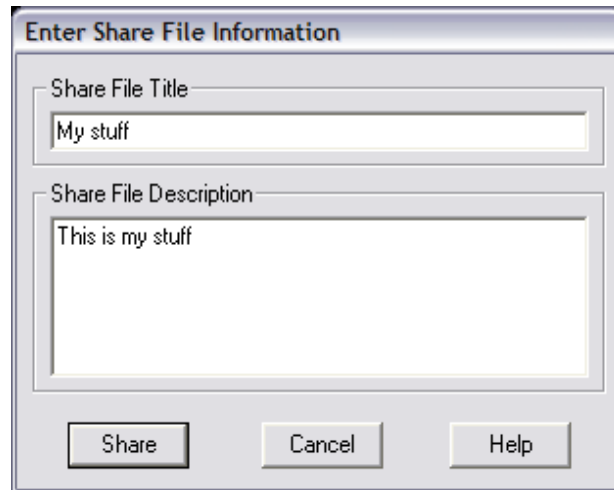 Enter Share File Information
Share File Title
My stuff
Share File Description
This is my stuff
Share Cancel Help